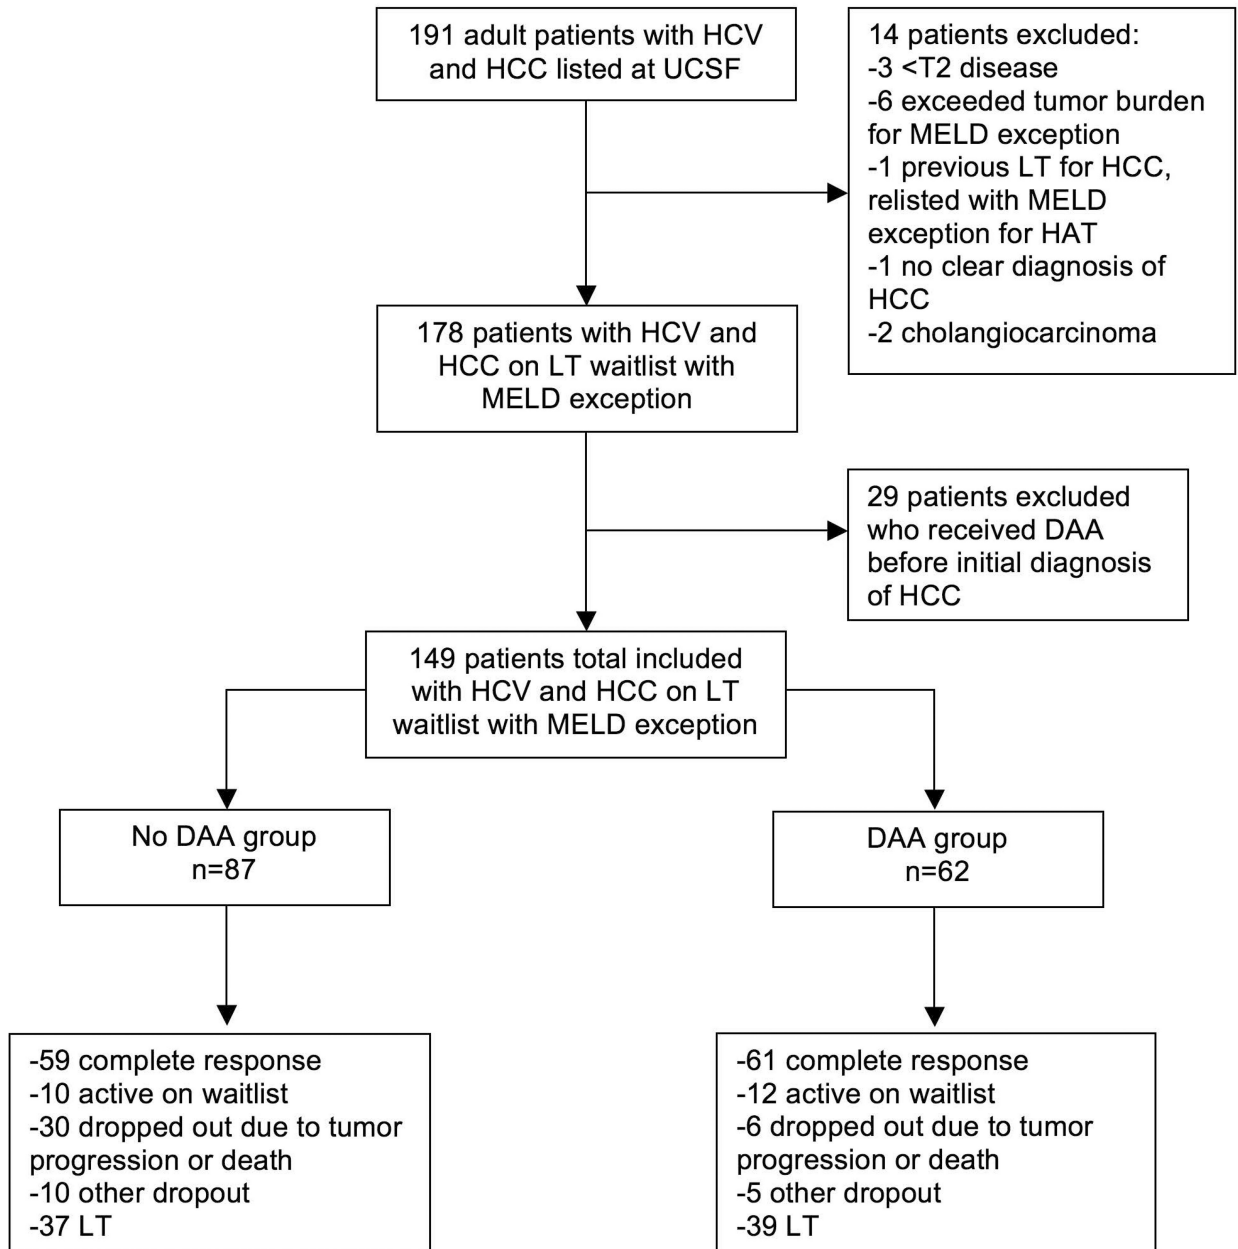 191 adult patients with HCV
and HCC listed at UCSF
14 patients excluded:
-3 <T2 disease
-6 exceeded tumor burden
for MELD exception
-1 previous LT for HCC,
relisted with MELD
exception for HAT
-1 no clear diagnosis of
HCC
-2 cholangiocarcinoma
178 patients with HCV and
HCC on LT waitlist with
MELD exception
29 patients excluded
who received DAA
before initial diagnosis
of HCC
149 patients total included
with HCV and HCC on LT
waitlist with MELD exception
No DAA group
n=87
DAA group
n=62
-59 complete response
-10 active on waitlist
-30 dropped out due to tumor
progression or death
-10 other dropout
-37 LT
-61 complete response
-12 active on waitlist
-6 dropped out due to tumor
progression or death
-5 other dropout
-39 LT